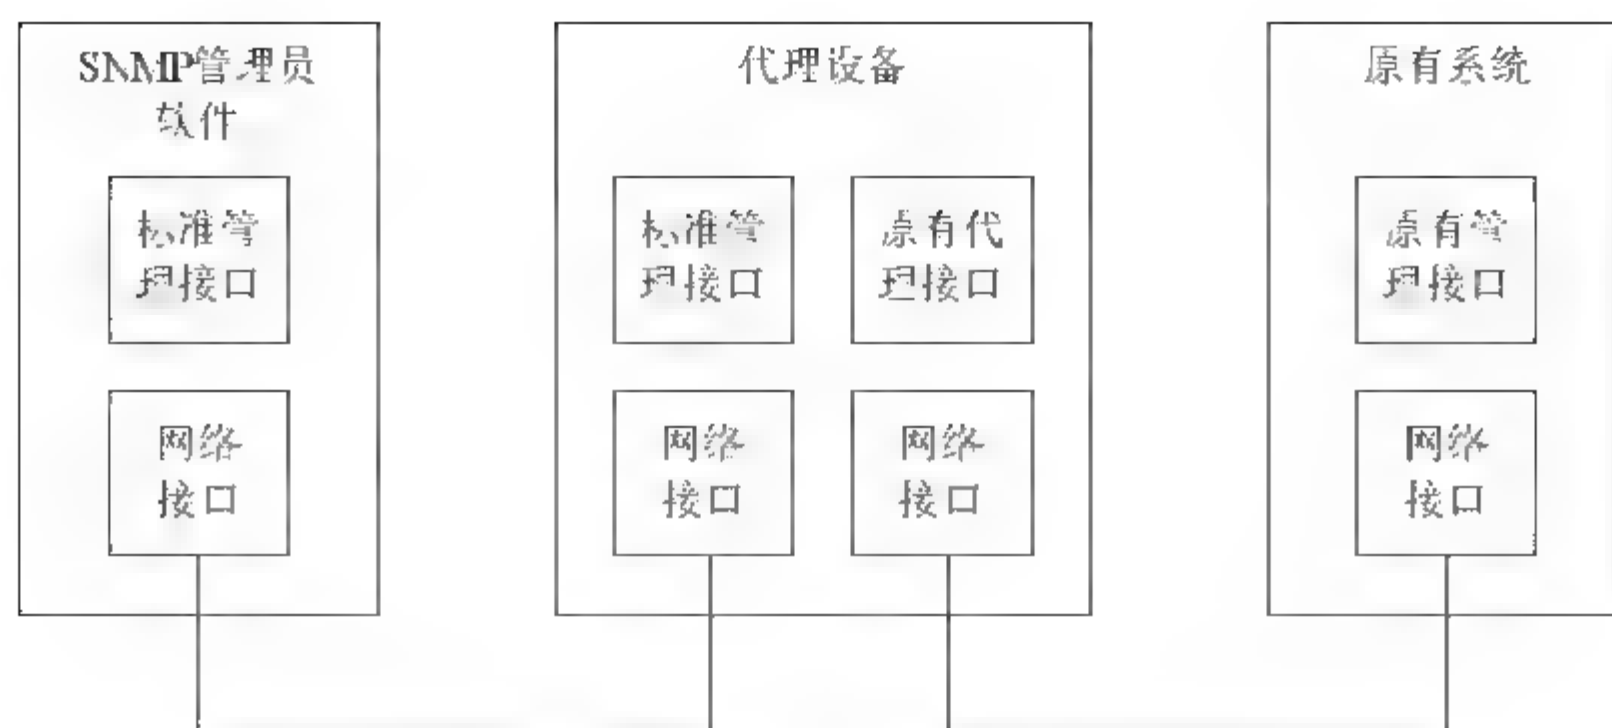 SNMP管理员
软件
标准管
理接口
网络
接口
代理设备
标准管
理接口
原有代
理接口
网络
接口
网络
接口
原有系统
原有管
理接口
网络
接口